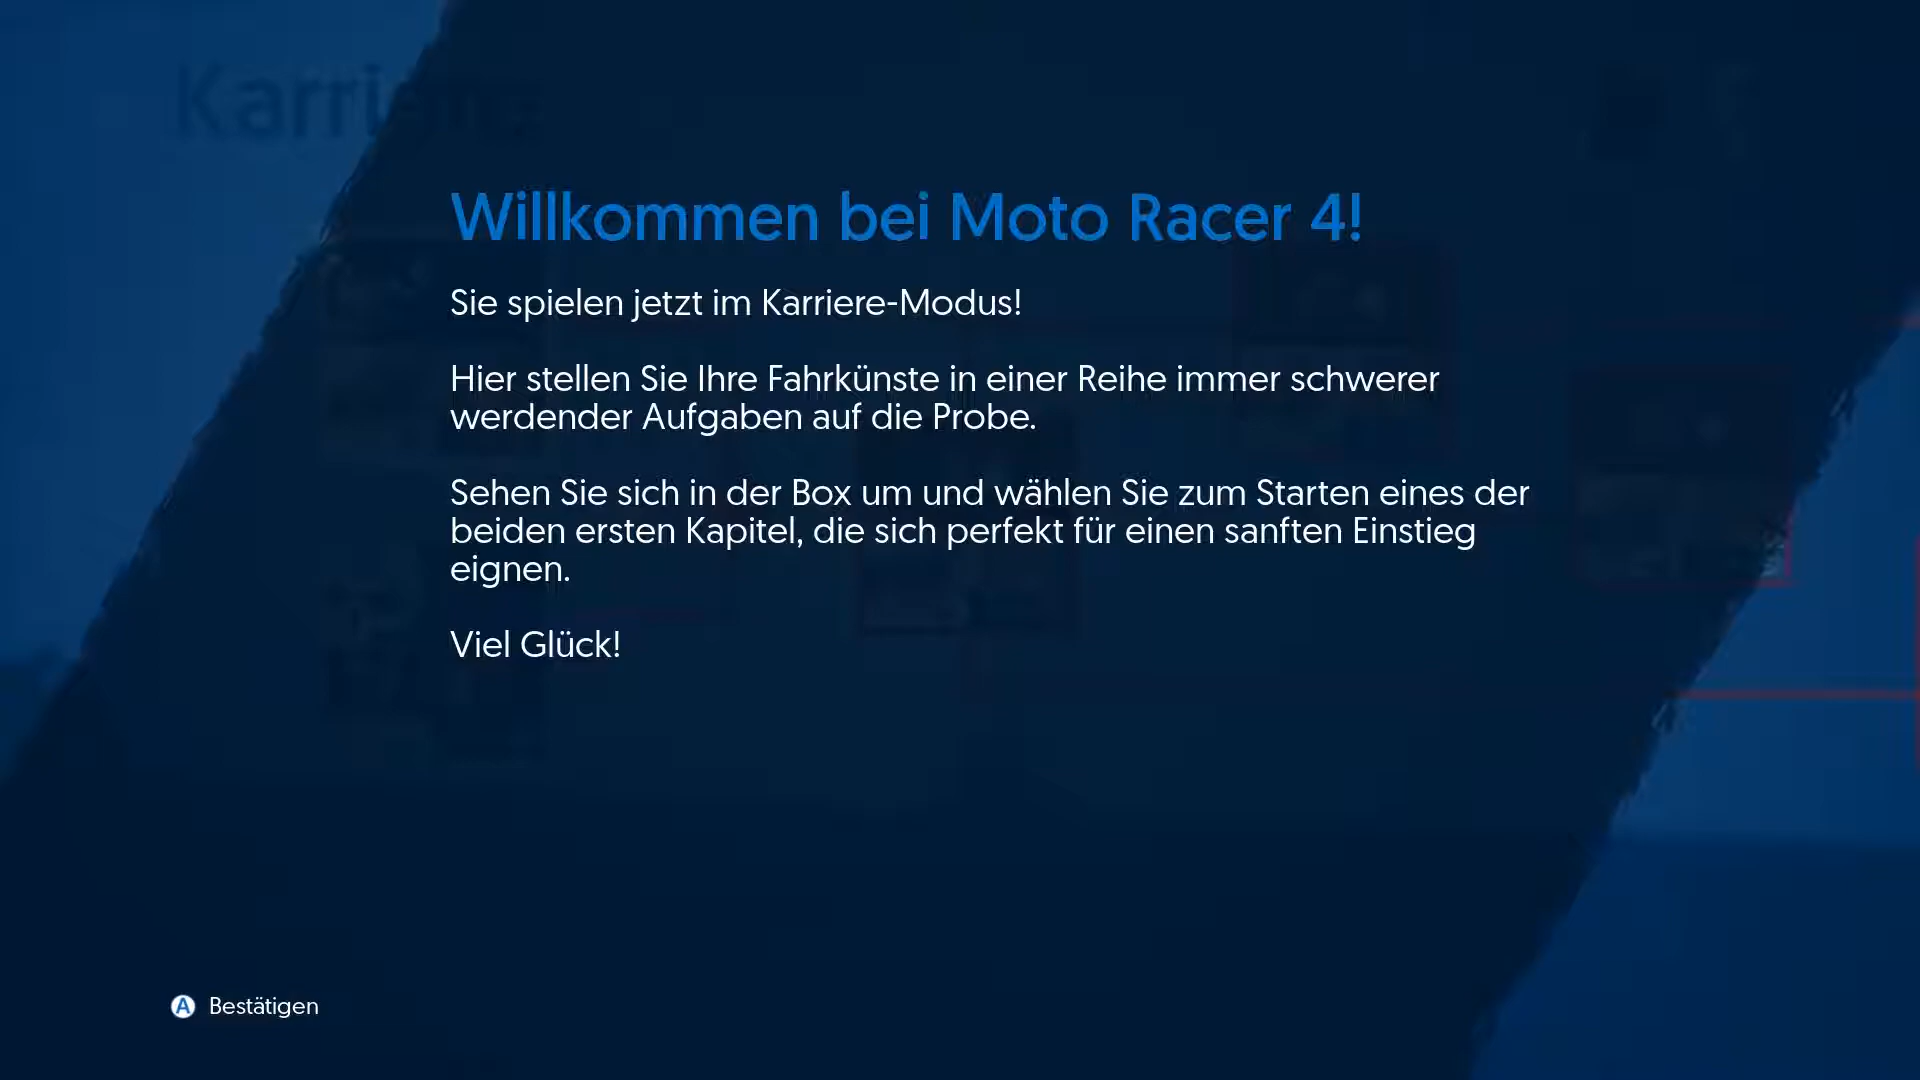 Karriere
Willkommen bei Moto Racer 4!
Sie spielen jetzt im Karriere-Modus!
Hier stellen Sie Ihre Fahrkünste in einer Reihe immer schwerer
werdender Aufgaben auf die Probe.
Sehen Sie sich in der Box um und wählen Sie zum Starten eines der
beiden ersten Kapitel, die sich perfekt für einen sanften Einstieg
eignen.
Viel Glück!
A Bestätigen